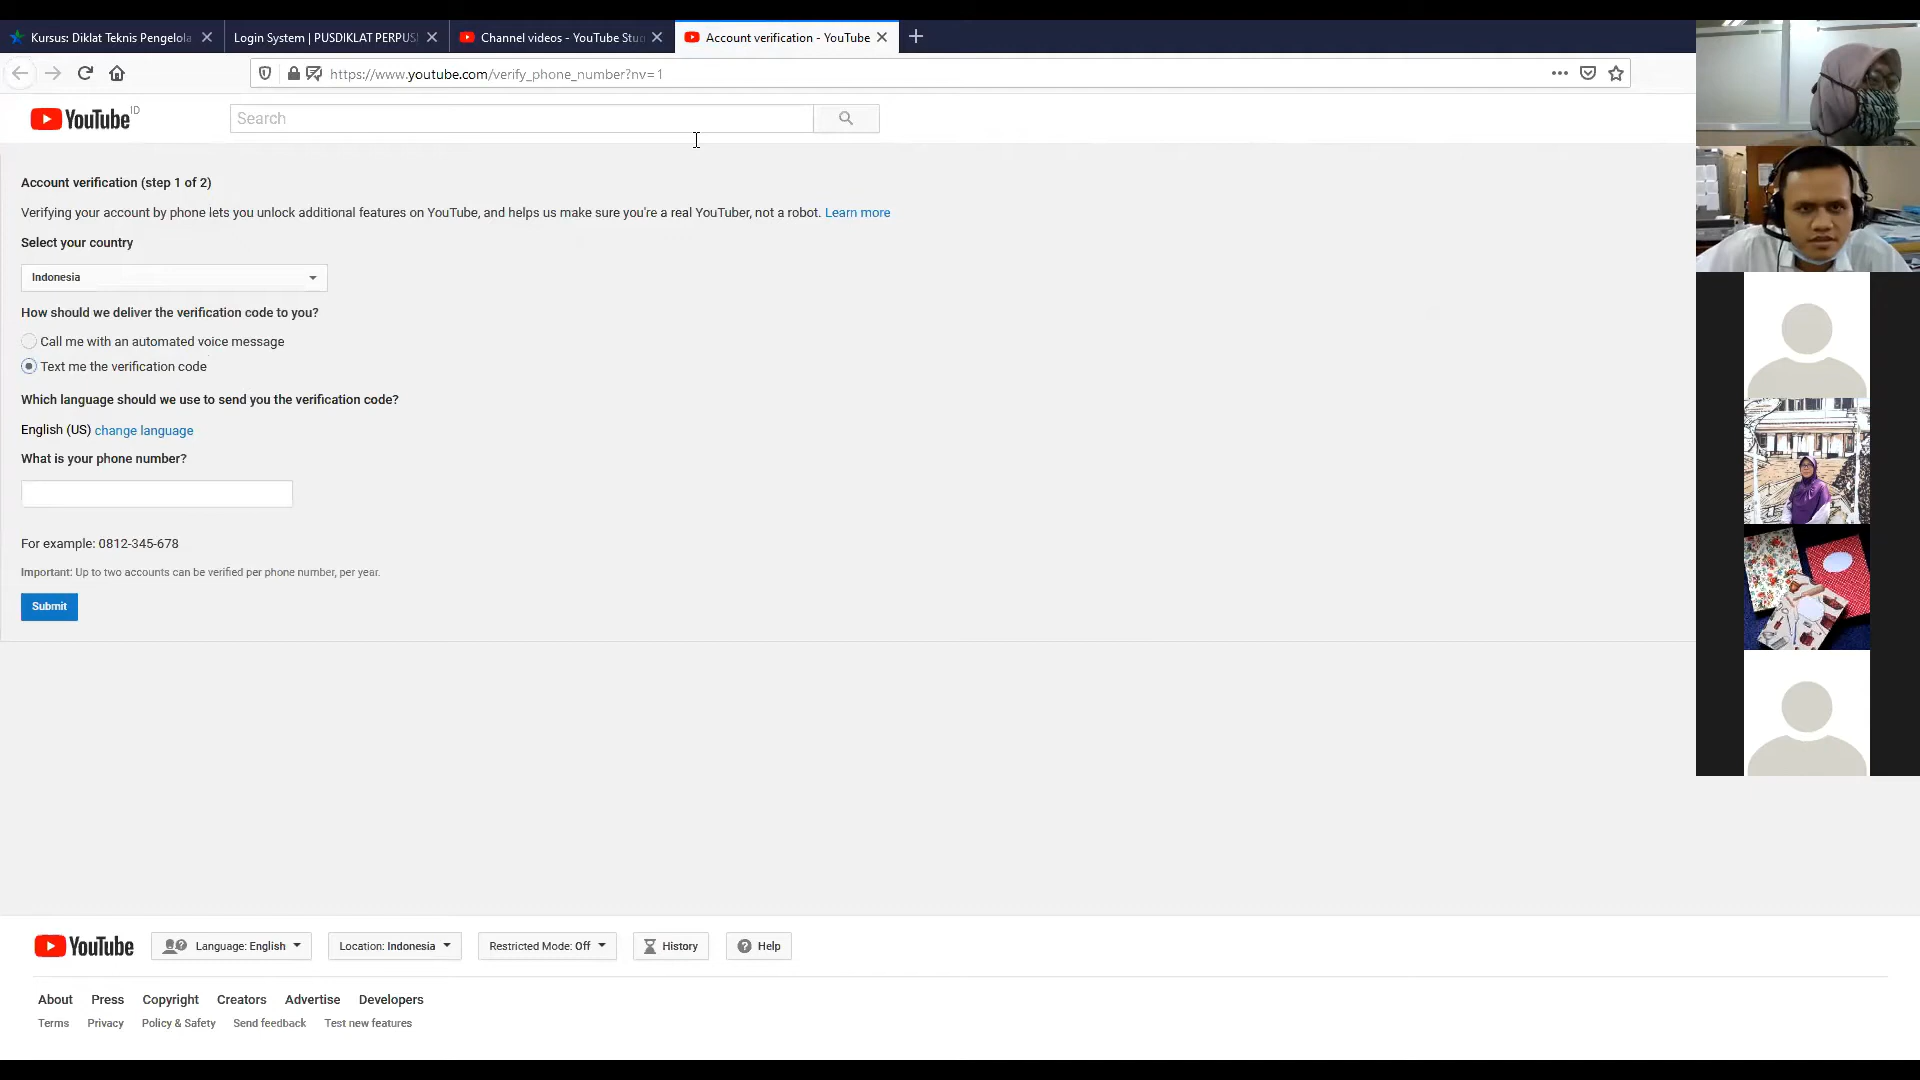 Kursus: Diklat Teknis Pengelola
Login System | PUSDIKLAT PERPUS
Channel videos - YouTube Stu
Account verification - YouTube
https://www.youtube.com/verify_phone_number?nv=1
YouTube ID
Search
Account verification (step 1 of 2)
Verifying your account by phone lets you unlock additional features on YouTube, and helps us make sure you're a real YouTuber, not a robot. Learn more
Select your country
Indonesia
How should we deliver the verification code to you?
Call me with an automated voice message
Text me the verification code
Which language should we use to send you the verification code?
English (US) change language
What is your phone number?
For example: 0812-345-678
Important: Up to two accounts can be verified per phone number, per year.
Submit
YouTube
Language: English
Location: Indonesia
Restricted Mode: Off
History
Help
About Press Copyright Creators Advertise Developers
Terms Privacy Policy & Safety Send feedback Test new features